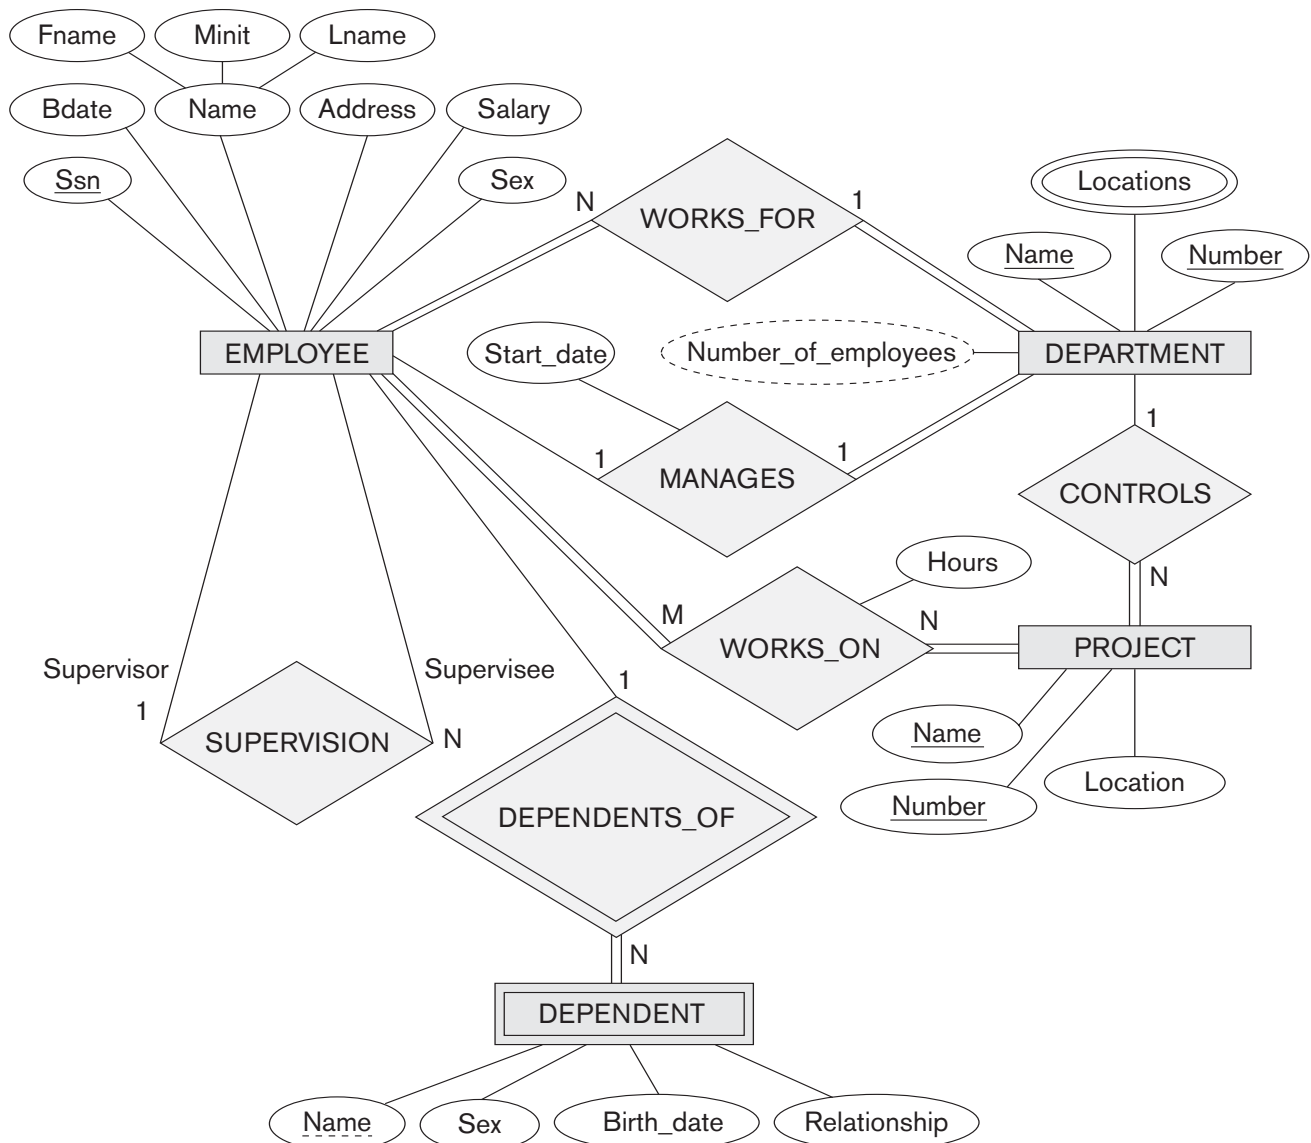 Fname
Minit
Lname
Bdate
Name
Address
Salary
Ssn
Sex
N
WORKS_FOR
1
Locations
Name
Number
EMPLOYEE
Start_date
Number_of_employees
DEPARTMENT
1
MANAGES
1
1
CONTROLS
N
Hours
M
WORKS_ON
N
PROJECT
Supervisor
Supervisee
1
SUPERVISION
N
1
Name
Number
Location
DEPENDENTS_OF
N
DEPENDENT
Name
Sex
Birth_date
Relationship